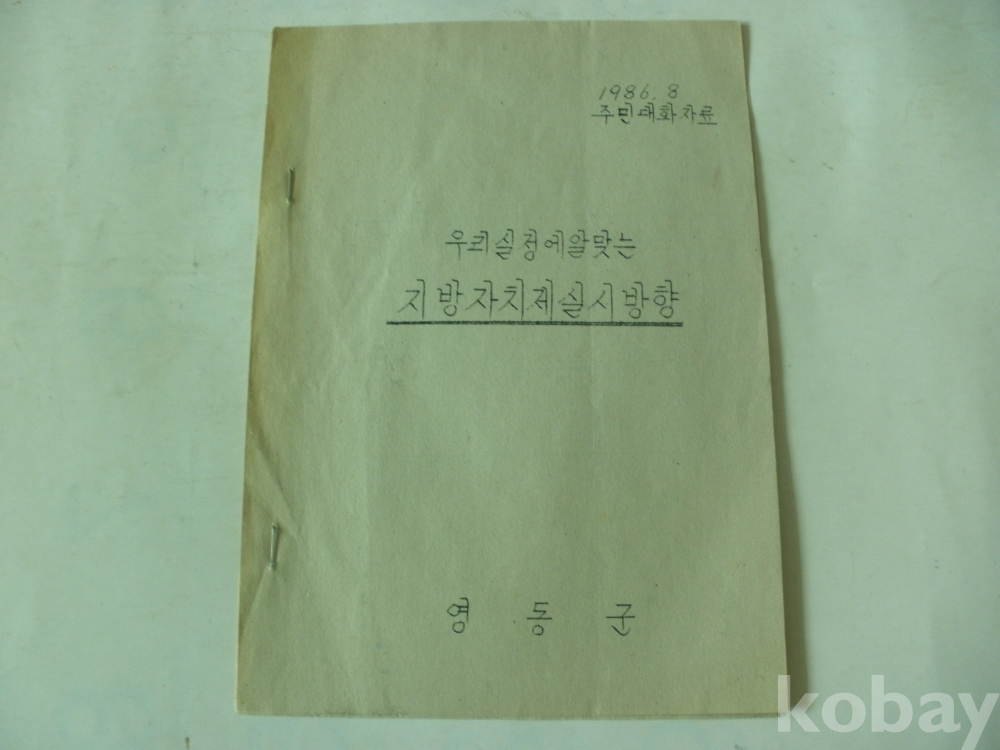 1986. 8
주민대화자료
우리실정에알맞는
지방자치제실시방향
영 동 군
kobay